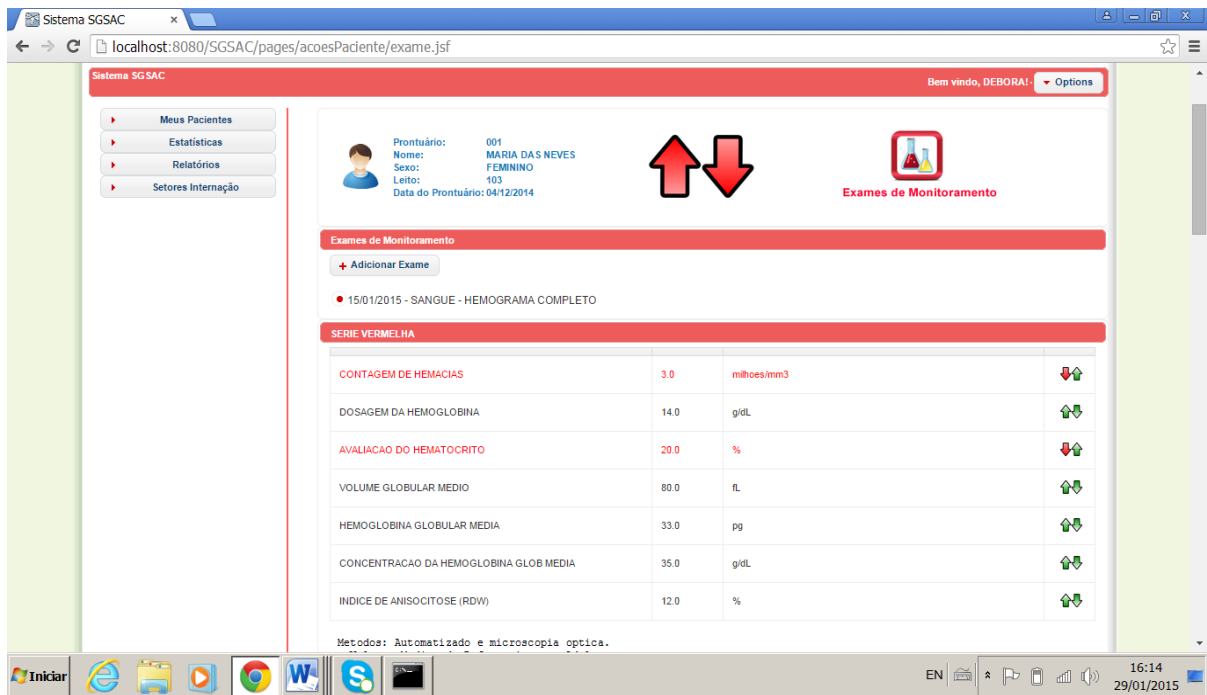 Sistema SGSAC
localhost:8080/SGSAC/pages/acoesPaciente/exame.jsf
Sistema SGSAC
Bem vindo, DEBORA!
Options
Meus Pacientes
Estatísticas
Relatórios
Setores Internação
Prontuário: 001
Nome: MARIA DAS NEVES
Sexo: FEMININO
Leito: 103
Data do Prontuário: 04/12/2014
Exames de Monitoramento
Exames de Monitoramento
+ Adicionar Exame
15/01/2015 - SANGUE - HEMOGRAMA COMPLETO
SERIE VERMELHA
CONTAGEM DE HEMACIAS 3.0 milhoes/mm3
DOSAGEM DA HEMOGLOBINA 14.0 g/dL
AVALIACAO DO HEMATOCRITO 20.0 %
VOLUME GLOBULAR MEDIO 80.0 fL
HEMOGLOBINA GLOBULAR MEDIA 33.0 pg
CONCENTRACAO DA HEMOGLOBINA GLOB MEDIA 35.0 g/dL
INDICE DE ANISOCITOSE (RDW) 12.0 %
Metodos: Automatizado e microscopia optica.
Iniciar
EN
16:14
29/01/2015